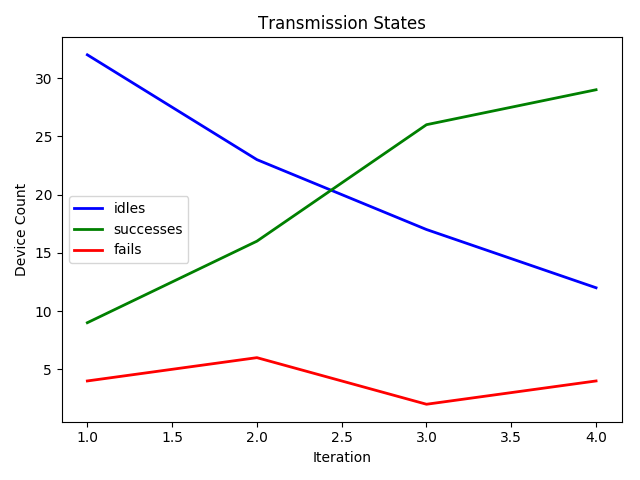 Transmission States
Device Count
30
25
20
15
10
5
idles
successes
fails
1.0 1.5 2.0 2.5 3.0 3.5 4.0
Iteration